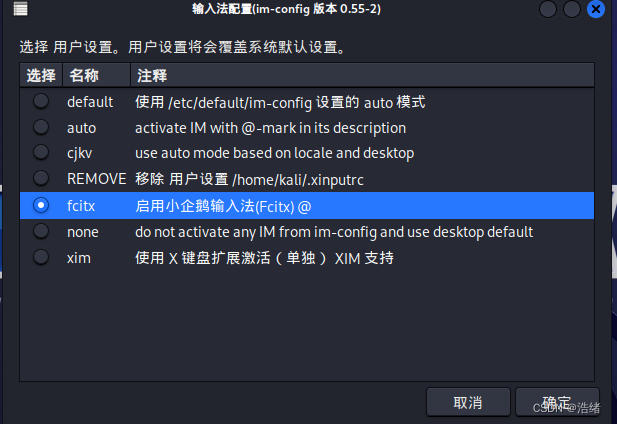 输入法配置(im-config 版本 0.55-2)
选择 用户设置。用户设置将会覆盖系统默认设置。
选择 名称 注释
default 使用 /etc/default/im-config 设置的 auto 模式
auto activate IM with @-mark in its description
cjkv use auto mode based on locale and desktop
REMOVE 移除 用户设置 /home/kali/.xinputrc
fcitx 启用小企鹅输入法(Fcitx) @
none do not activate any IM from im-config and use desktop default
xim 使用 X 键盘扩展激活（单独） XIM 支持
取消 确定
CSDN @浩绪